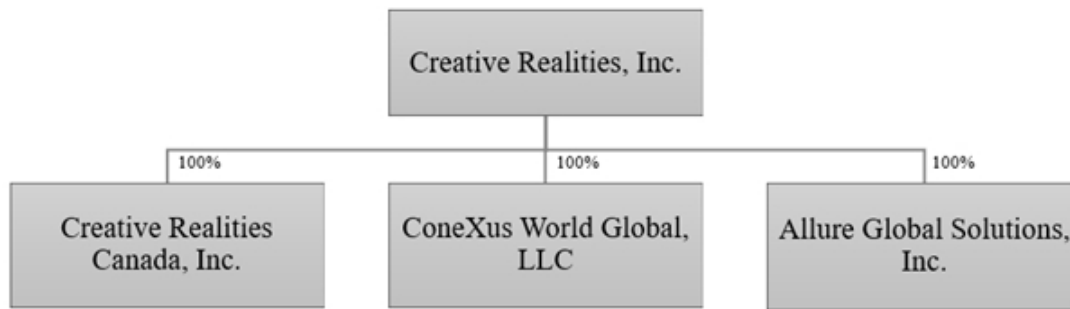 Creative Realities, Inc.
100%
100%
100%
Creative Realities
Canada, Inc.
ConeXus World Global,
LLC
Allure Global Solutions,
Inc.